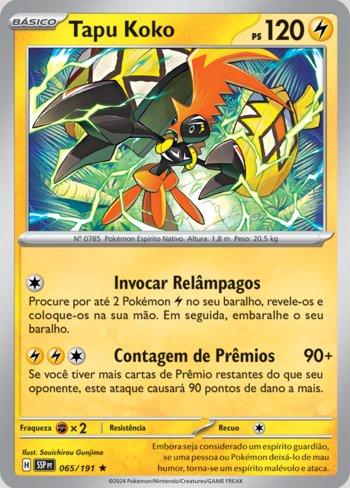 BÁSICO
Tapu Koko
PS 120
Nº 0785 Pokémon Espírito Nativo Altura: 1,8 m Peso: 20,5 kg
Invocar Relâmpagos
Procure por até 2 Pokémon no seu baralho, revele-os e
coloque-os na sua mão. Em seguida, embaralhe o seu
baralho.
Contagem de Prêmios 90+
Se você tiver mais cartas de Prêmio restantes do que seu
oponente, este ataque causará 90 pontos de dano a mais.
Fraqueza × 2 Resistência Recuo
Ilust. Souichirou Gunjima
H SSP PT 065/191 ★
Embora seja considerado um espírito guardião,
se uma pessoa ou Pokémon deixá-lo de mau
humor, torna-se um espírito malévolo e ataca.
©2024 Pokémon/Nintendo/Creatures/GAME FREAK